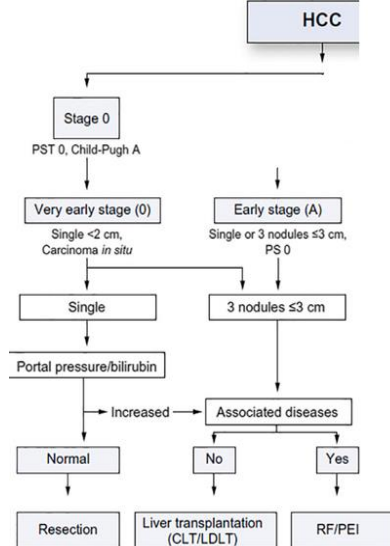 HCC
Stage 0
PST 0, Child-Pugh A
Very early stage (0)
Early stage (A)
Single <2 cm,
Carcinoma in situ
Single or 3 nodules ≤3 cm,
PS 0
Single
3 nodules ≤3 cm
Portal pressure/bilirubin
Increased
Associated diseases
Normal
No
Yes
Resection
Liver transplantation
(CLT/LDLT)
RF/PEI